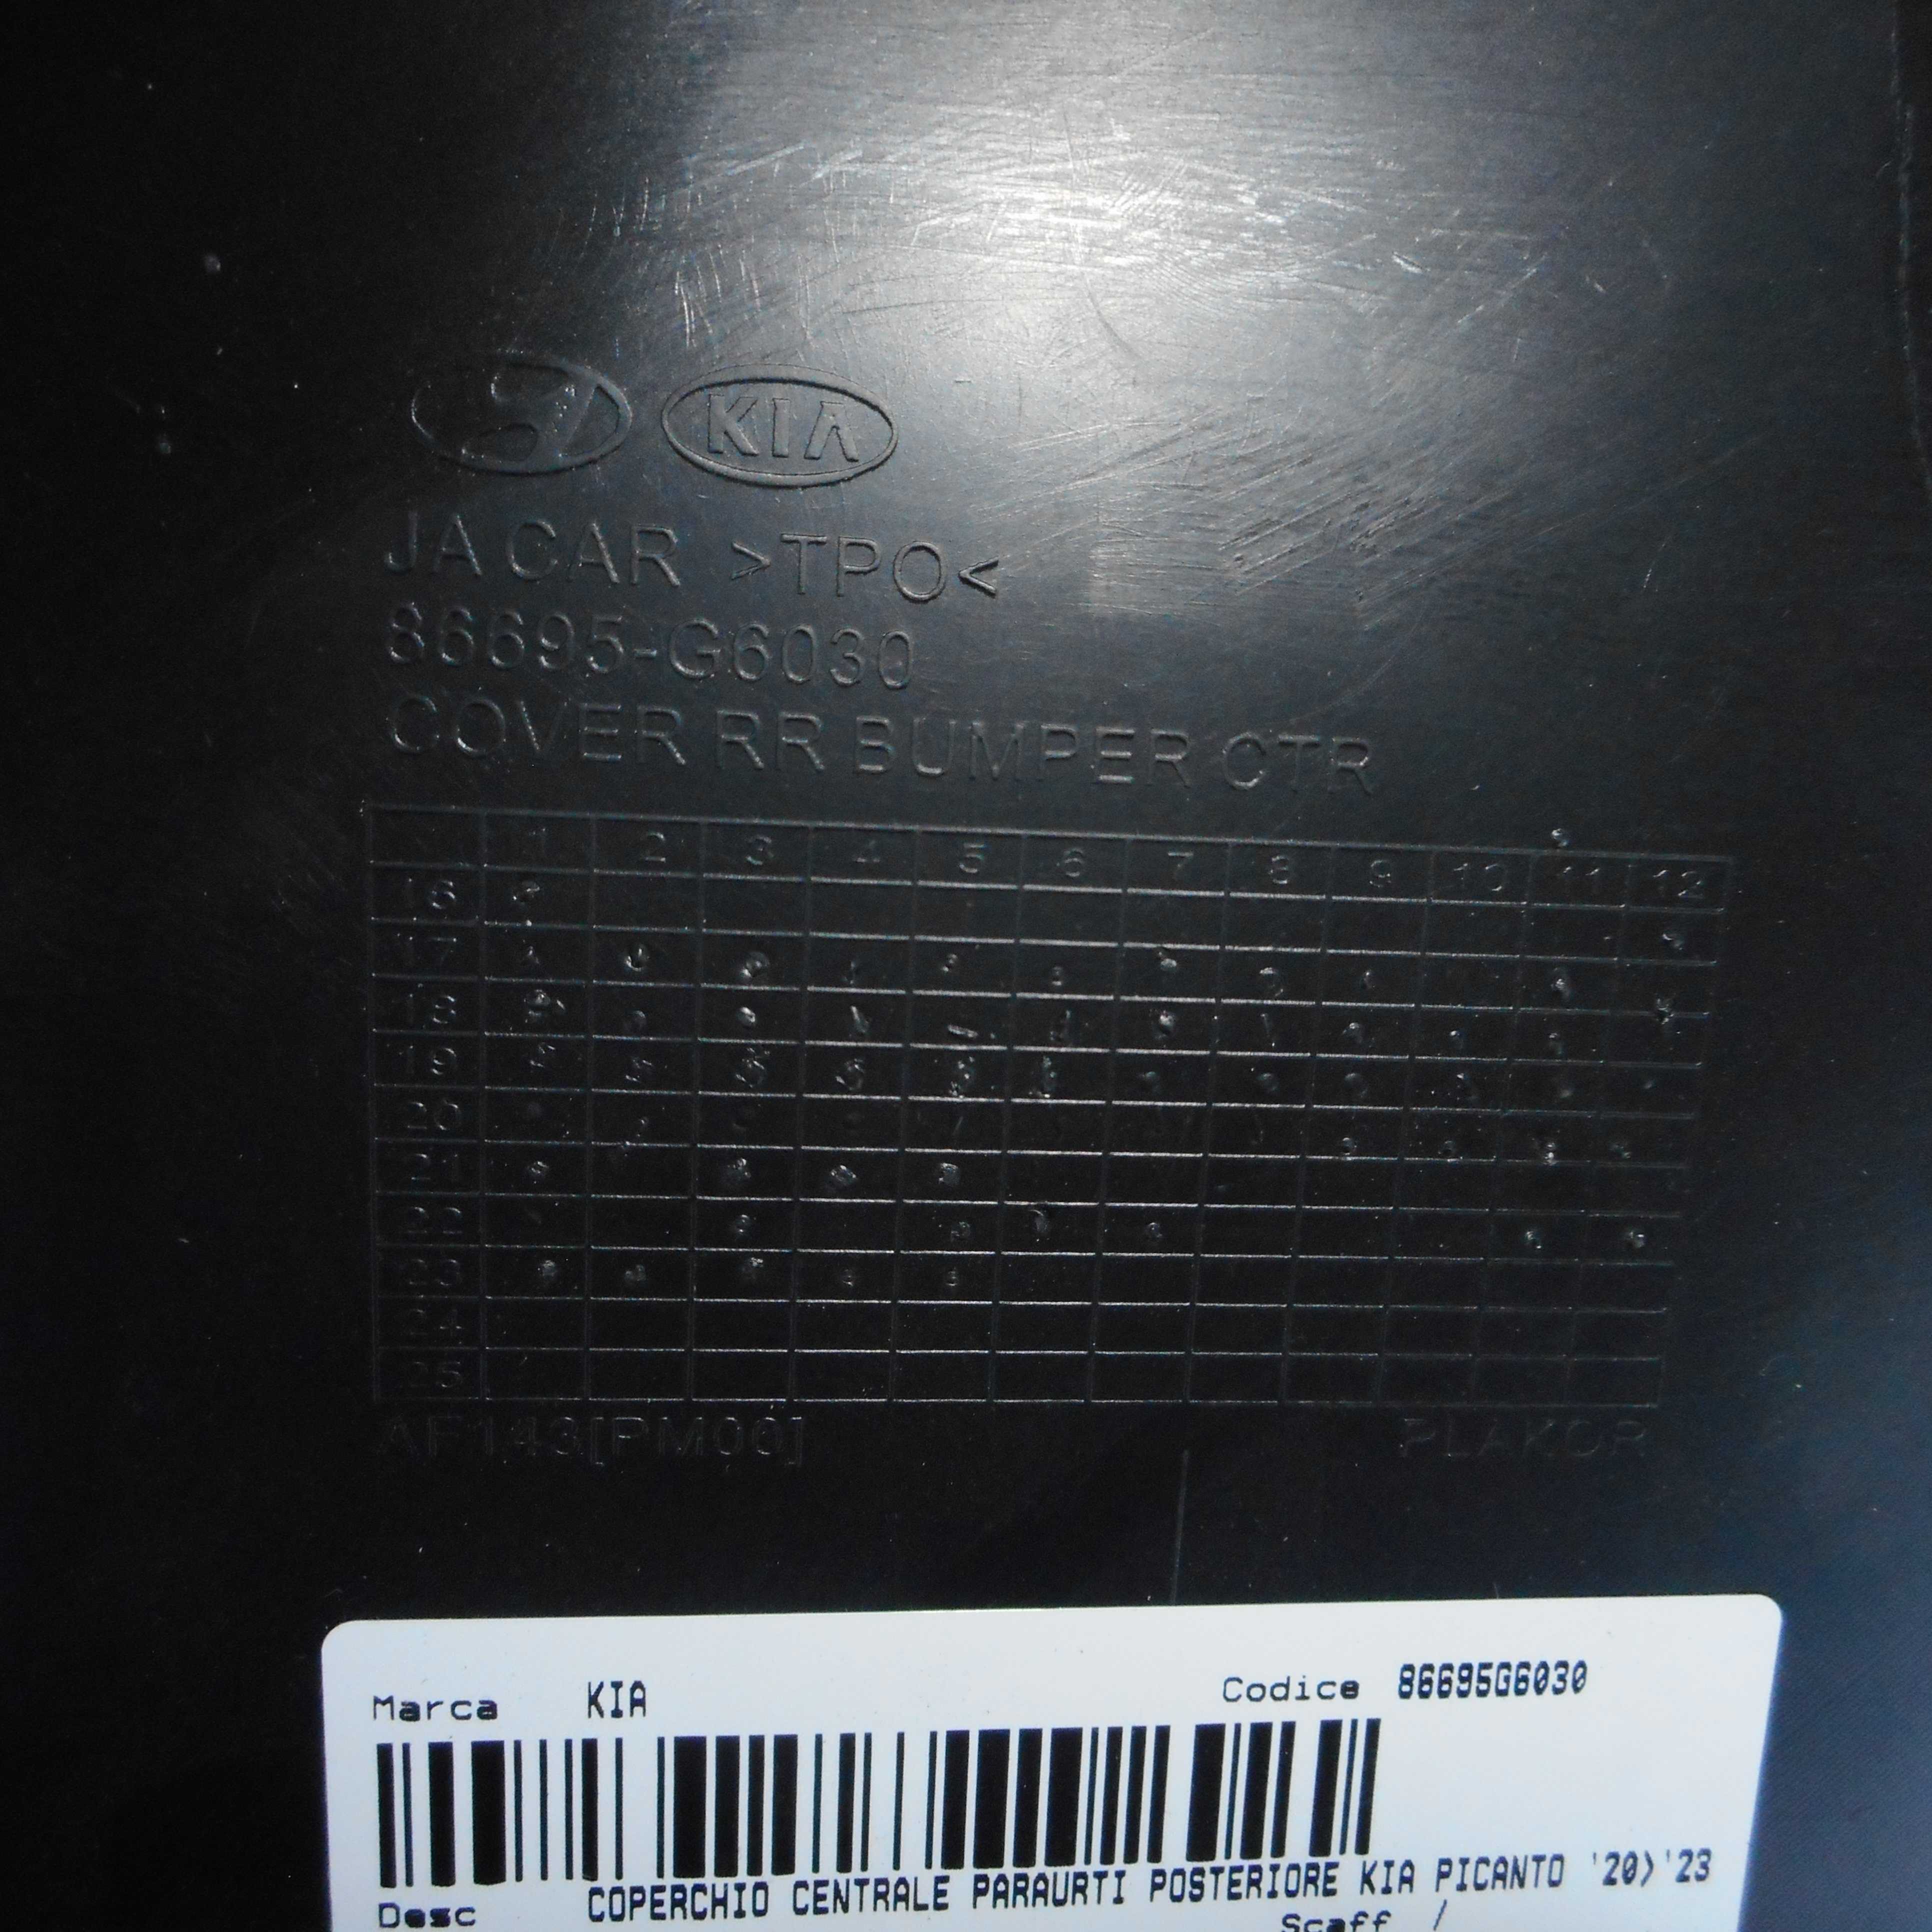 KIA
JA CAR >TPO<
86695-G6030
COVER RR BUMPER CTR
1 2 3 4 5 6 7 8 9 10 11 12
16
17
18
19
20
21
22
23
24
25
AF143[PM00] PLAKOR
Marca KIA Codice 86695G6030
Desc COPERCHIO CENTRALE PARAURTI POSTERIORE KIA PICANTO '20>'23
Scaff /